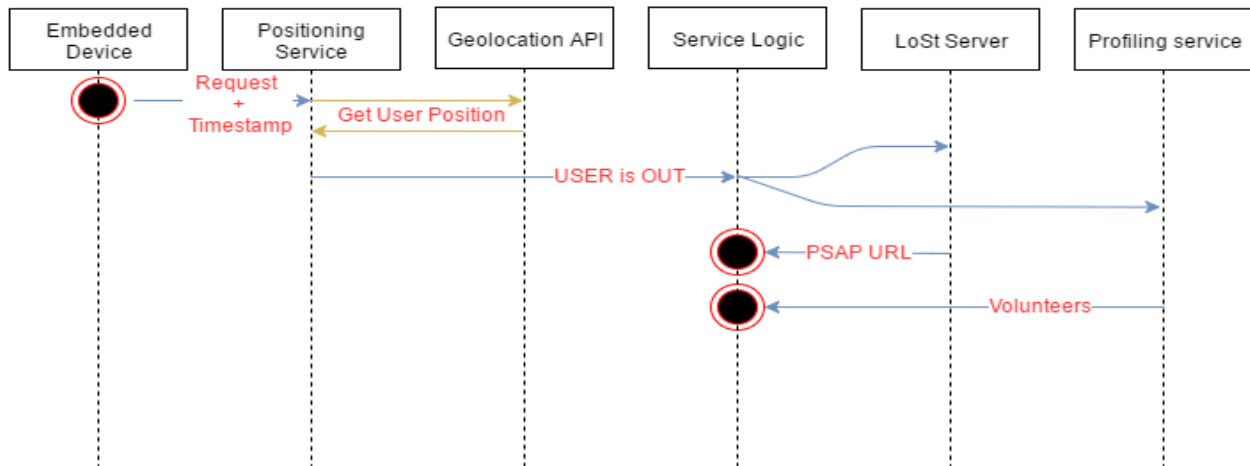 Embedded
Device
Positioning
Service
Geolocation API
Service Logic
LoSt Server
Profiling service
Request
+
Timestamp
Get User Position
USER is OUT
PSAP URL
Volunteers